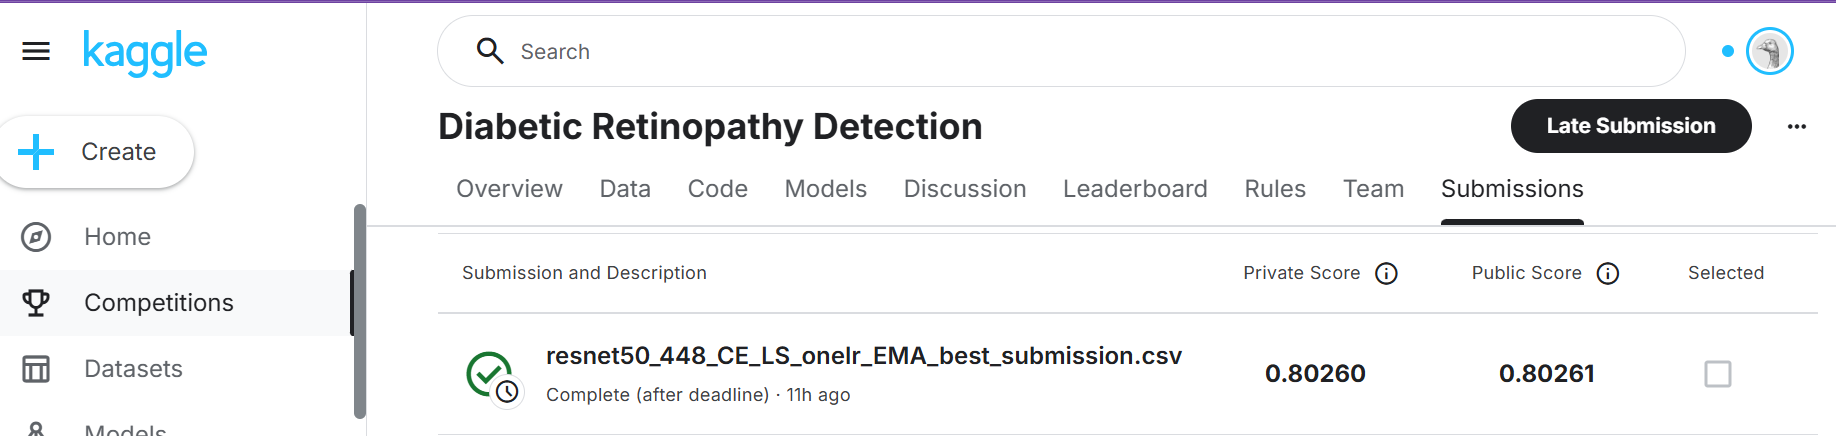 kaggle
Search
Create
Diabetic Retinopathy Detection
Late Submission
Overview Data Code Models Discussion Leaderboard Rules Team Submissions
Home
Competitions
Datasets
Models
Submission and Description Private Score Public Score Selected
resnet50_448_CE_LS_onelr_EMA_best_submission.csv 0.80260 0.80261
Complete (after deadline) · 11h ago